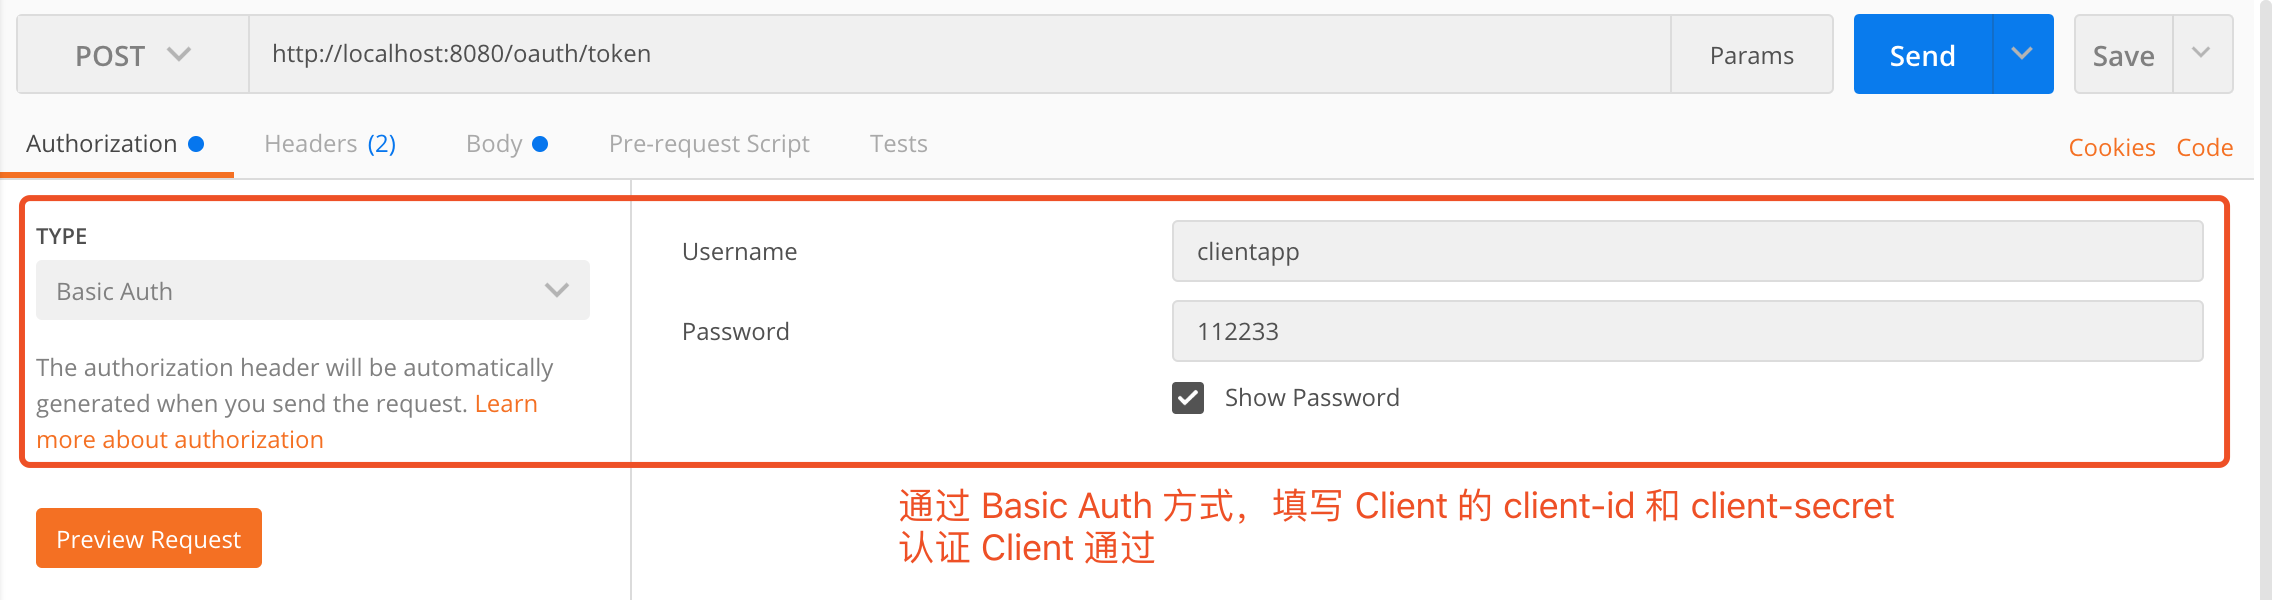 POST
http://localhost:8080/oauth/token
Params
Send
Save
Authorization
Headers (2)
Body
Pre-request Script
Tests
Cookies
Code
TYPE
Basic Auth
The authorization header will be automatically
generated when you send the request. Learn
more about authorization
Preview Request
Username
clientapp
Password
112233
Show Password
通过 Basic Auth 方式，填写 Client 的 client-id 和 client-secret
认证 Client 通过